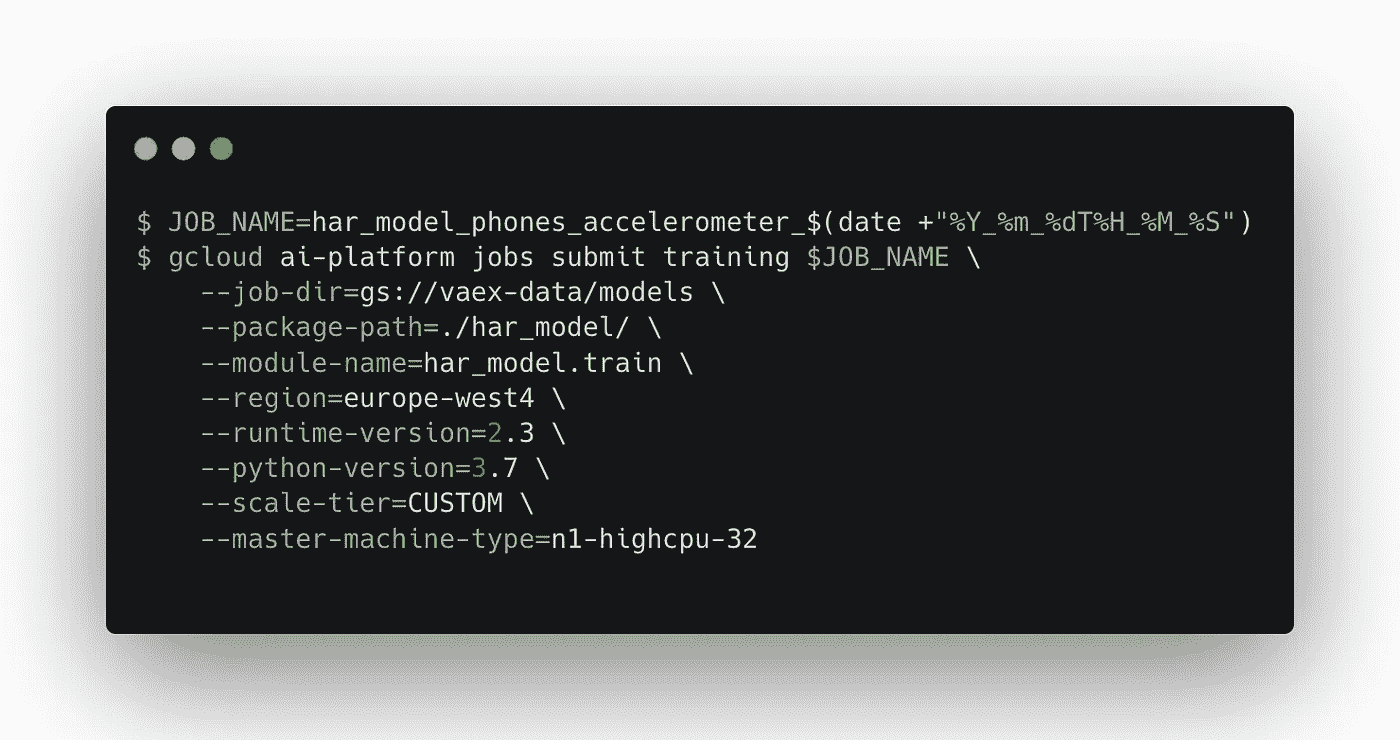 $ JOB_NAME=har_model_phones_accelerometer_$(date +"%Y_%m_%dT%H_%M_%S")
$ gcloud ai-platform jobs submit training $JOB_NAME \
    --job-dir=gs://vaex-data/models \
    --package-path=./har_model/ \
    --module-name=har_model.train \
    --region=europe-west4 \
    --runtime-version=2.3 \
    --python-version=3.7 \
    --scale-tier=CUSTOM \
    --master-machine-type=n1-highcpu-32